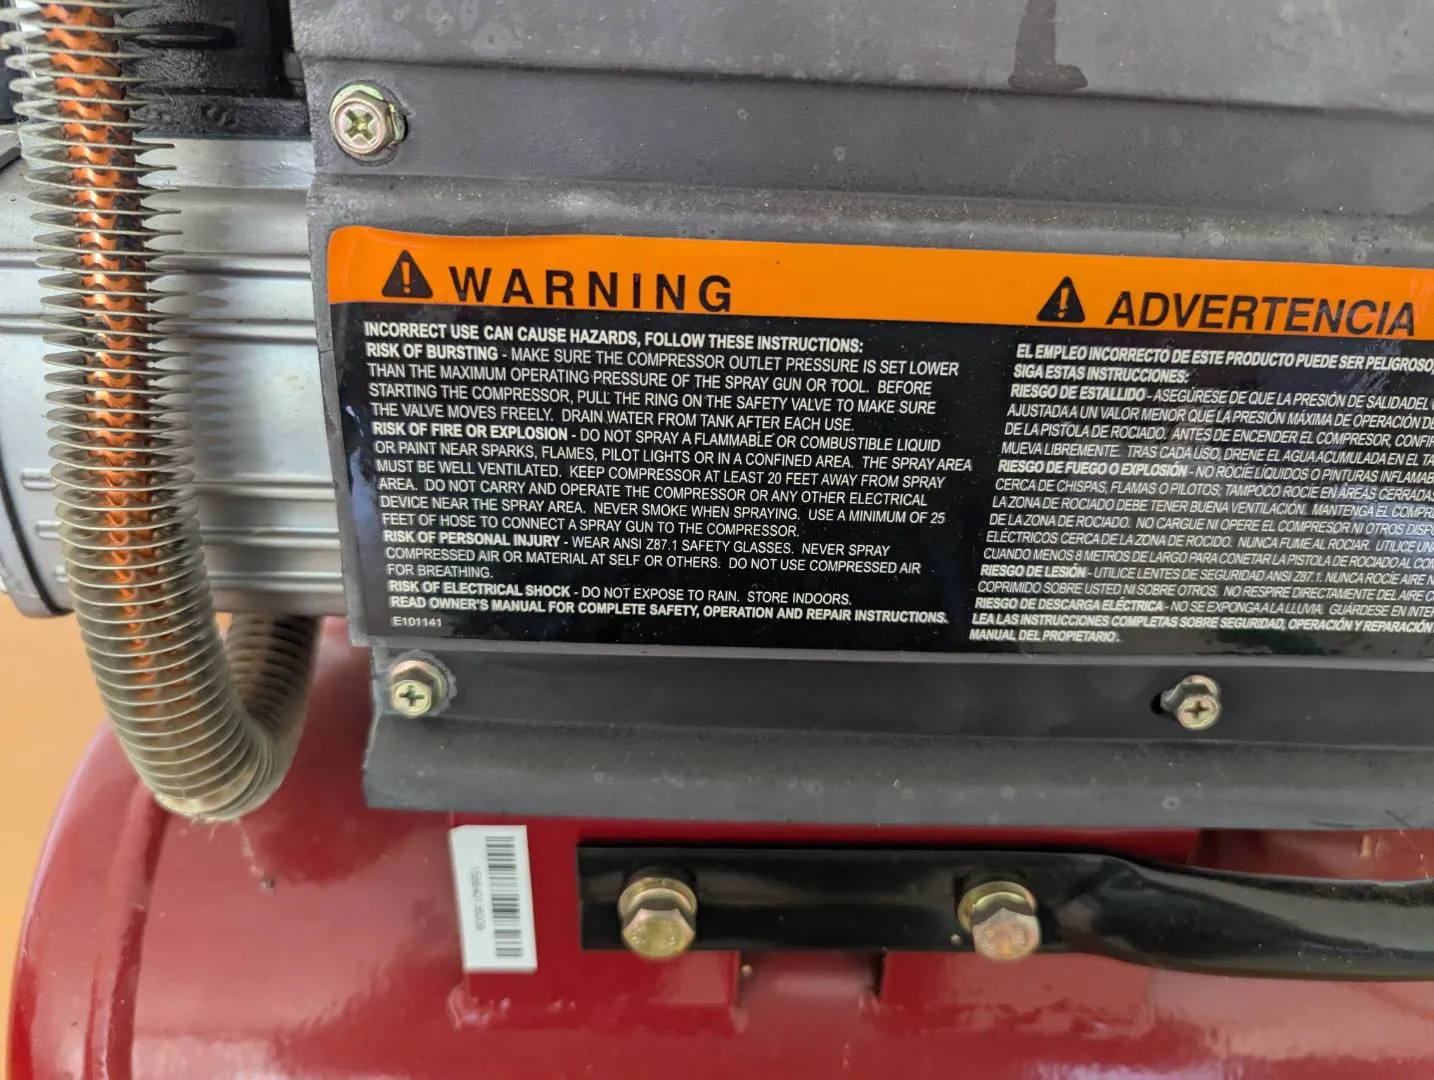 WARNING
INCORRECT USE CAN CAUSE HAZARDS, FOLLOW THESE INSTRUCTIONS:
RISK OF BURSTING - MAKE SURE THE COMPRESSOR OUTLET PRESSURE IS SET LOWER
THAN THE MAXIMUM OPERATING PRESSURE OF THE SPRAY GUN OR TOOL. BEFORE
STARTING THE COMPRESSOR, PULL THE RING ON THE SAFETY VALVE TO MAKE SURE
THE VALVE MOVES FREELY. DRAIN WATER FROM TANK AFTER EACH USE.
RISK OF FIRE OR EXPLOSION - DO NOT SPRAY A FLAMMABLE OR COMBUSTIBLE LIQUID
OR PAINT NEAR SPARKS, FLAMES, PILOT LIGHTS OR IN A CONFINED AREA. THE SPRAY AREA
MUST BE WELL VENTILATED. KEEP COMPRESSOR AT LEAST 20 FEET AWAY FROM SPRAY
AREA. DO NOT CARRY AND OPERATE THE COMPRESSOR OR ANY OTHER ELECTRICAL
DEVICE NEAR THE SPRAY AREA. NEVER SMOKE WHEN SPRAYING. USE A MINIMUM OF 25
FEET OF HOSE TO CONNECT A SPRAY GUN TO THE COMPRESSOR.
RISK OF PERSONAL INJURY - WEAR ANSI Z87.1 SAFETY GLASSES. NEVER SPRAY
COMPRESSED AIR OR MATERIAL AT SELF OR OTHERS. DO NOT USE COMPRESSED AIR
FOR BREATHING.
RISK OF ELECTRICAL SHOCK - DO NOT EXPOSE TO RAIN. STORE INDOORS.
READ OWNER'S MANUAL FOR COMPLETE SAFETY, OPERATION AND REPAIR INSTRUCTIONS.
E101141
ADVERTENCIA
EL EMPLEO INCORRECTO DE ESTE PRODUCTO PUEDE SER PELIGROSO,
SIGA ESTAS INSTRUCCIONES:
RIESGO DE ESTALLIDO - ASEGÚRESE DE QUE LA PRESIÓN DE SALIDA DEL
AJUSTADA A UN VALOR MENOR QUE LA PRESIÓN MÁXIMA DE OPERACIÓN DE
DE LA PISTOLA DE ROCIADO. ANTES DE ENCENDER EL COMPRESOR, CONFIR
MUEVA LIBREMENTE. TRAS CADA USO, DRENE EL AGUA ACUMULADA EN EL TA
RIESGO DE FUEGO O EXPLOSIÓN - NO ROCÍE LÍQUIDOS O PINTURAS INFLAMAB
CERCA DE CHISPAS, FLAMAS O PILOTOS; TAMPOCO ROCÍE EN ÁREAS CERRADAS
LA ZONA DE ROCIADO DEBE TENER BUENA VENTILACIÓN. MANTENGA EL COMPR
DE LA ZONA DE ROCIADO. NO CARGUE NI OPERE EL COMPRESOR NI OTROS DISPO
ELÉCTRICOS CERCA DE LA ZONA DE ROCIDO. NUNCA FUME AL ROCIAR. UTILICE UN
CUANDO MENOS 8 METROS DE LARGO PARA CONETAR LA PISTOLA DE ROCIADO AL CO
RIESGO DE LESIÓN - UTILICE LENTES DE SEGURIDAD ANSI Z87.1. NUNCA ROCÍE AIRE
COPRIMIDO SOBRE USTED NI SOBRE OTROS. NO RESPIRE DIRECTAMENTE DEL AIRE C
RIESGO DE DESCARGA ELÉCTRICA - NO SE EXPONGA A LA LLUVIA. GUÁRDESE EN INTE
LEA LAS INSTRUCCIONES COMPLETAS SOBRE SEGURIDAD, OPERACIÓN Y REPARACIÓN
MANUAL DEL PROPIETARIO.